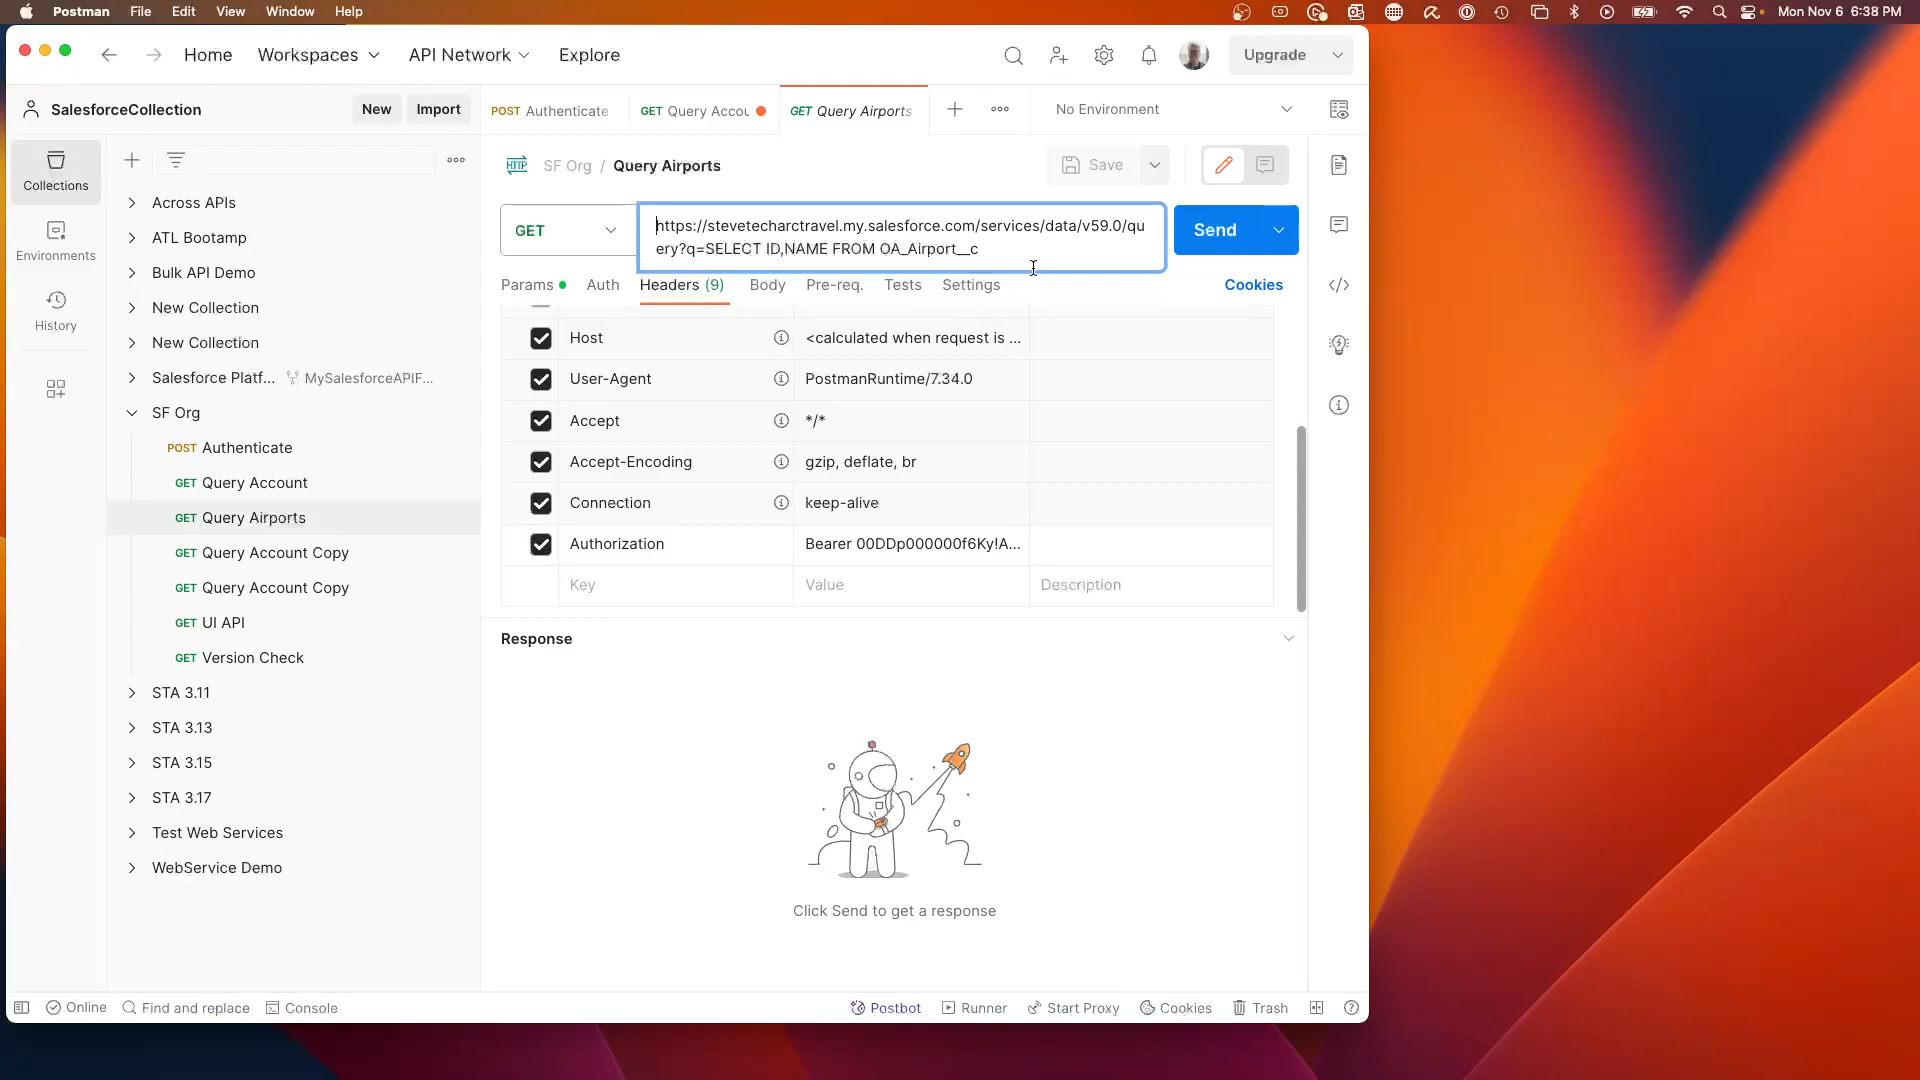 Postman File Edit View Window Help Mon Nov 6 6:38 PM
Home Workspaces API Network Explore Upgrade
SalesforceCollection New Import
POST Authenticate GET Query Accou GET Query Airports No Environment
Collections
Environments
History
Across APIs
ATL Bootamp
Bulk API Demo
New Collection
New Collection
Salesforce Platf... MySalesforceAPIF...
SF Org
POST Authenticate
GET Query Account
GET Query Airports
GET Query Account Copy
GET Query Account Copy
GET UI API
GET Version Check
STA 3.11
STA 3.13
STA 3.15
STA 3.17
Test Web Services
WebService Demo
HTTP SF Org / Query Airports Save
GET
https://stevetecharctravel.my.salesforce.com/services/data/v59.0/qu
ery?q=SELECT ID,NAME FROM OA_Airport__c
Send
Params Auth Headers (9) Body Pre-req. Tests Settings Cookies
Host <calculated when request is ...
User-Agent PostmanRuntime/7.34.0
Accept */*
Accept-Encoding gzip, deflate, br
Connection keep-alive
Authorization Bearer 00DDp000000f6Ky!A...
Key Value Description
Response
Click Send to get a response
Online Find and replace Console Postbot Runner Start Proxy Cookies Trash